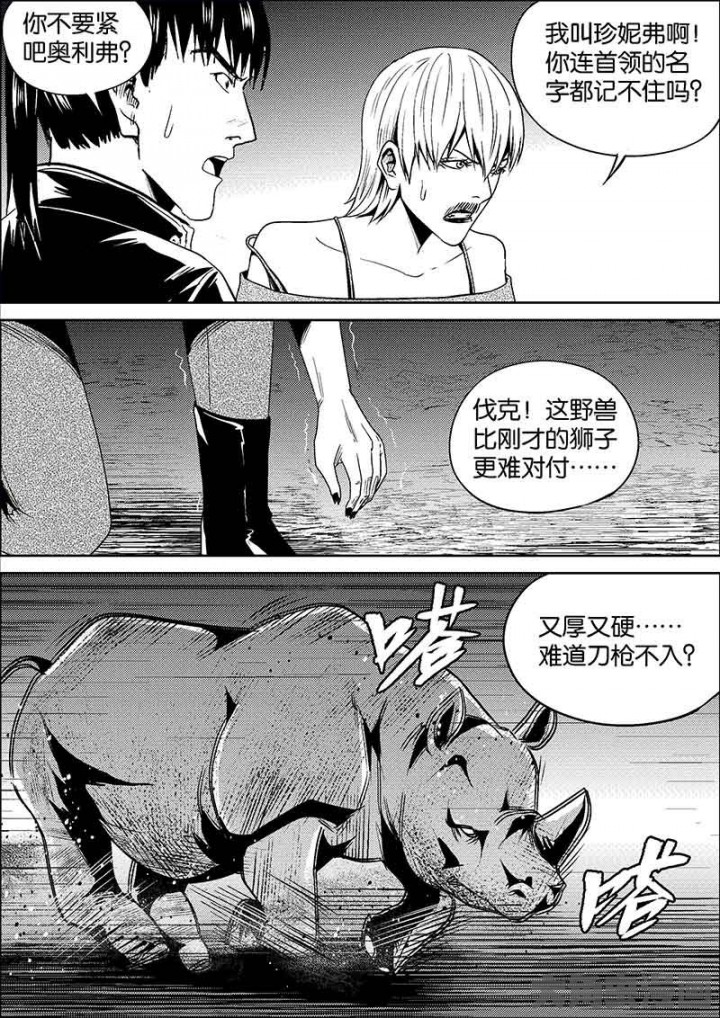 你不要紧
吧奥利弗？
我叫珍妮弗啊！
你连首领的名
字都记不住吗？
伐克！这野兽
比刚才的狮子
更难对付……
嗒
又厚又硬……
难道刀枪不入？
嗒